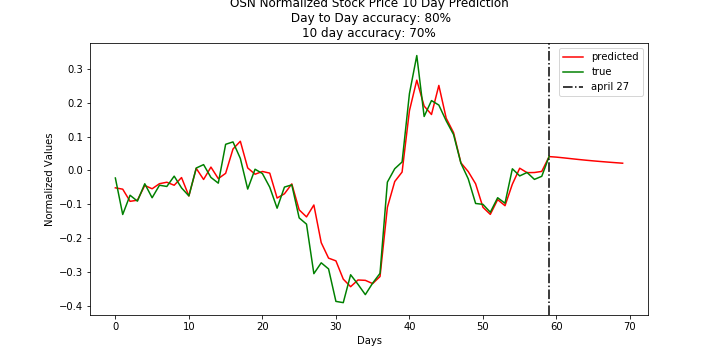 OSN Normalized Stock Price 10 Day Prediction
Day to Day accuracy: 80%
10 day accuracy: 70%
predicted
true
april 27
0.3
0.2
0.1
0.0
−0.1
−0.2
−0.3
−0.4
Normalized Values
0 10 20 30 40 50 60 70
Days